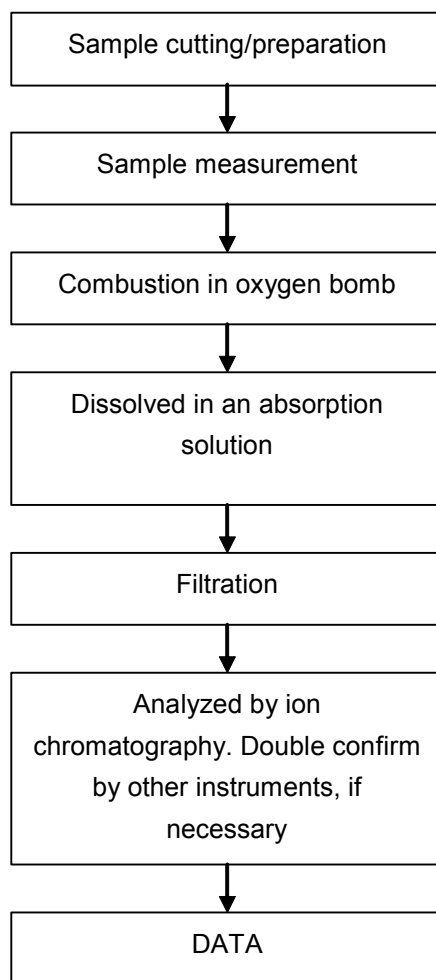 Sample cutting/preparation
Sample measurement
Combustion in oxygen bomb
Dissolved in an absorption
solution
Filtration
Analyzed by ion
chromatography. Double confirm
by other instruments, if
necessary
DATA